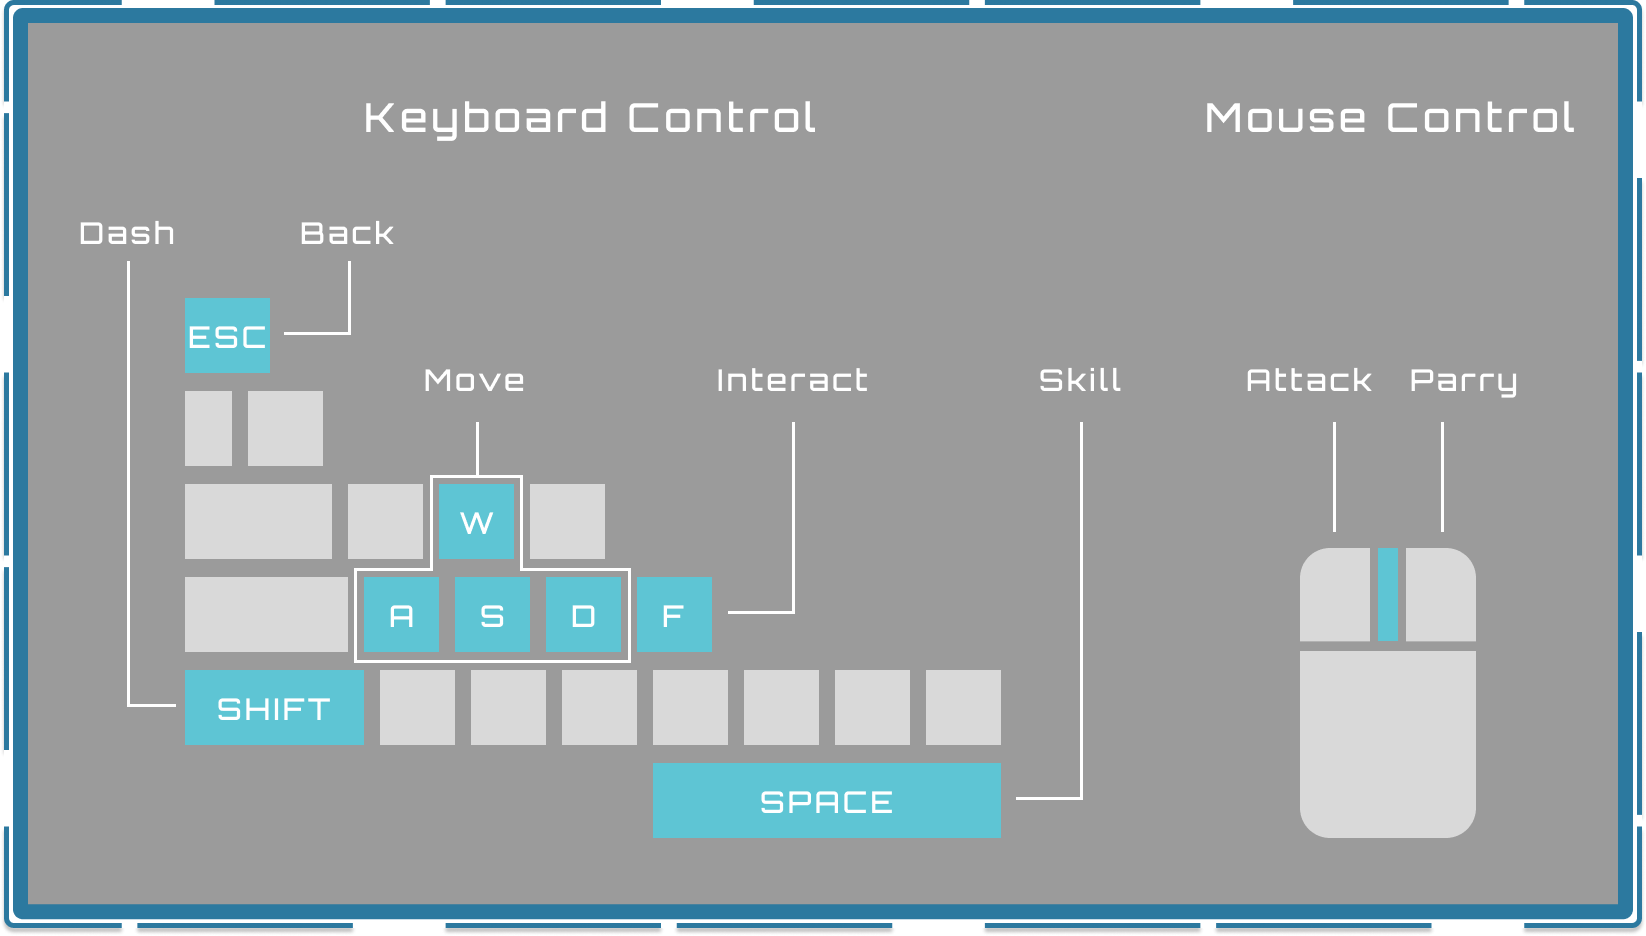 Keyboard Control
Mouse Control
Dash
Back
ESC
Move
Interact
Skill
Attack
Parry
W
A
S
D
F
SHIFT
SPACE